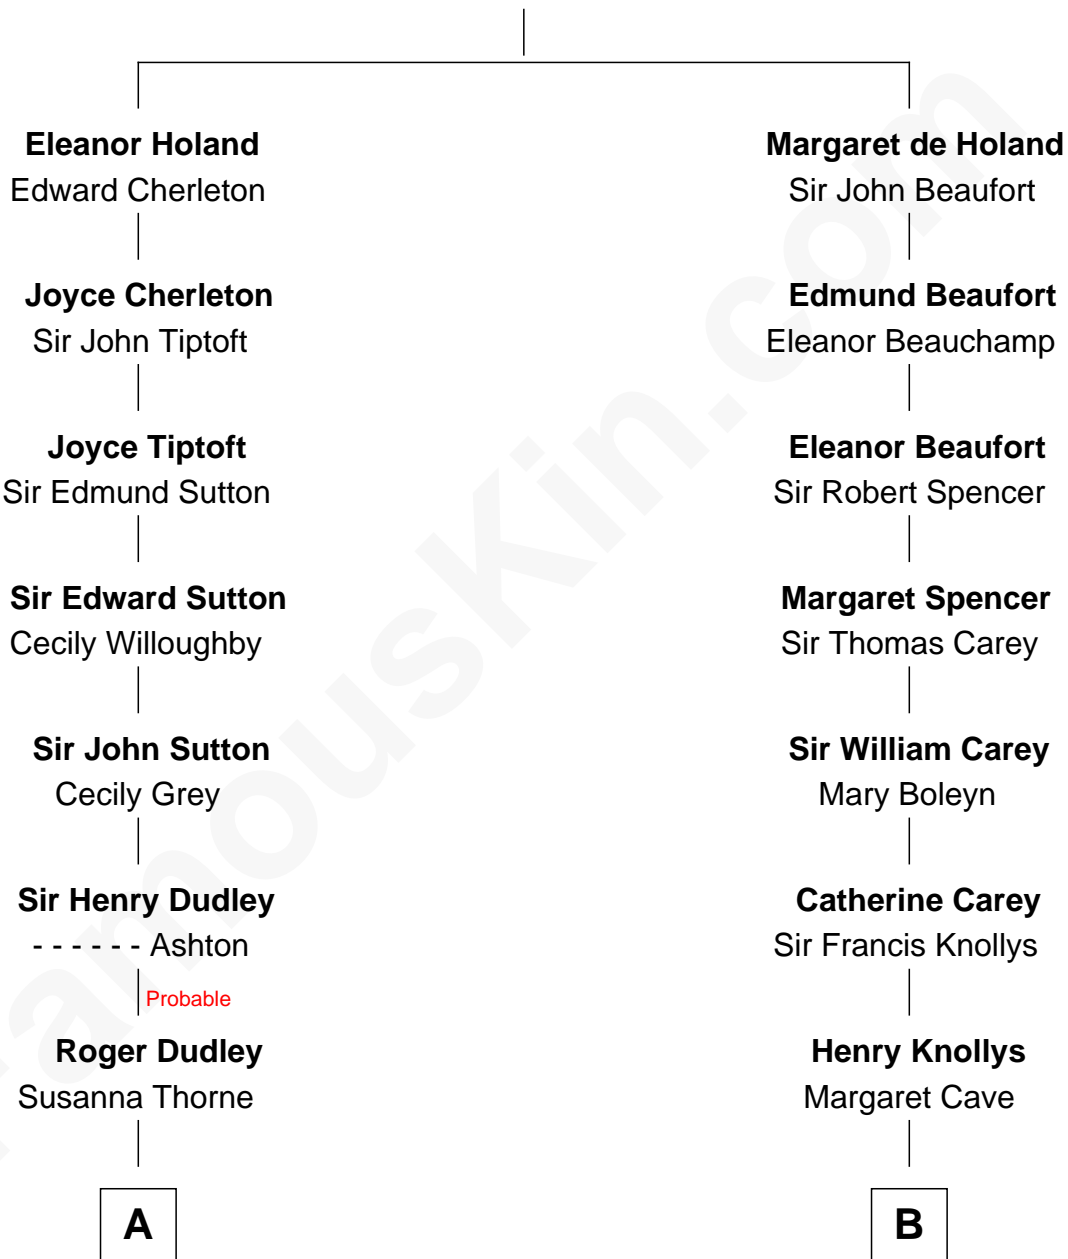 Eleanor Holand
Edward Cherleton
Joyce Cherleton
Sir John Tiptoft
Joyce Tiptoft
Sir Edmund Sutton
Sir Edward Sutton
Cecily Willoughby
Sir John Sutton
Cecily Grey
Sir Henry Dudley
- - - - - - Ashton
Probable
Roger Dudley
Susanna Thorne
A
Margaret de Holand
Sir John Beaufort
Edmund Beaufort
Eleanor Beauchamp
Eleanor Beaufort
Sir Robert Spencer
Margaret Spencer
Sir Thomas Carey
Sir William Carey
Mary Boleyn
Catherine Carey
Sir Francis Knollys
Henry Knollys
Margaret Cave
B
FamousKin.com